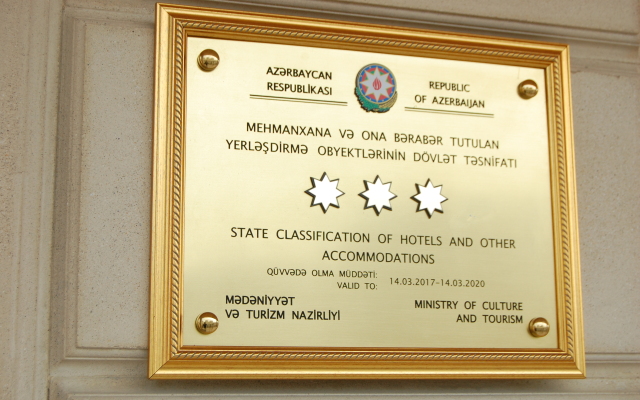 AZƏRBAYCAN
RESPUBLİKASI
REPUBLIC
OF AZERBAIJAN
MEHMANXANA VƏ ONA BƏRABƏR TUTULAN
YERLƏŞDİRMƏ OBYEKTLƏRİNİN DÖVLƏT TƏSNİFATI
STATE CLASSIFICATION OF HOTELS AND OTHER
ACCOMMODATIONS
QÜVVƏDƏ OLMA MÜDDƏTİ:
VALID TO: 14.03.2017-14.03.2020
MƏDƏNİYYƏT
VƏ TURİZM NAZİRLİYİ
MINISTRY OF CULTURE
AND TOURISM